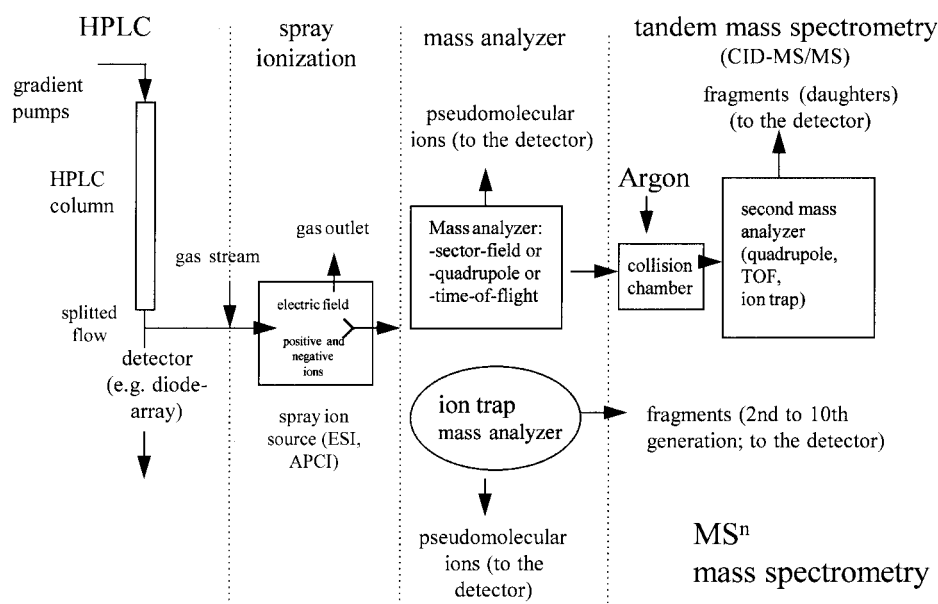 HPLC
gradient
pumps
HPLC
column
splitted
flow
detector
(e.g. diode-
array)
gas stream
spray
ionization
gas outlet
electric field
positive and
negative
ions
spray ion
source (ESI,
APCI)
mass analyzer
pseudomolecular
ions (to the detector)
Mass analyzer:
-sector-field or
-quadrupole or
-time-of-flight
ion trap
mass analyzer
pseudomolecular
ions (to the
detector)
tandem mass spectrometry
(CID-MS/MS)
fragments (daughters)
(to the detector)
Argon
collision
chamber
second mass
analyzer
(quadrupole,
TOF,
ion trap)
fragments (2nd to 10th
generation; to the detector)
MSⁿ
mass spectrometry